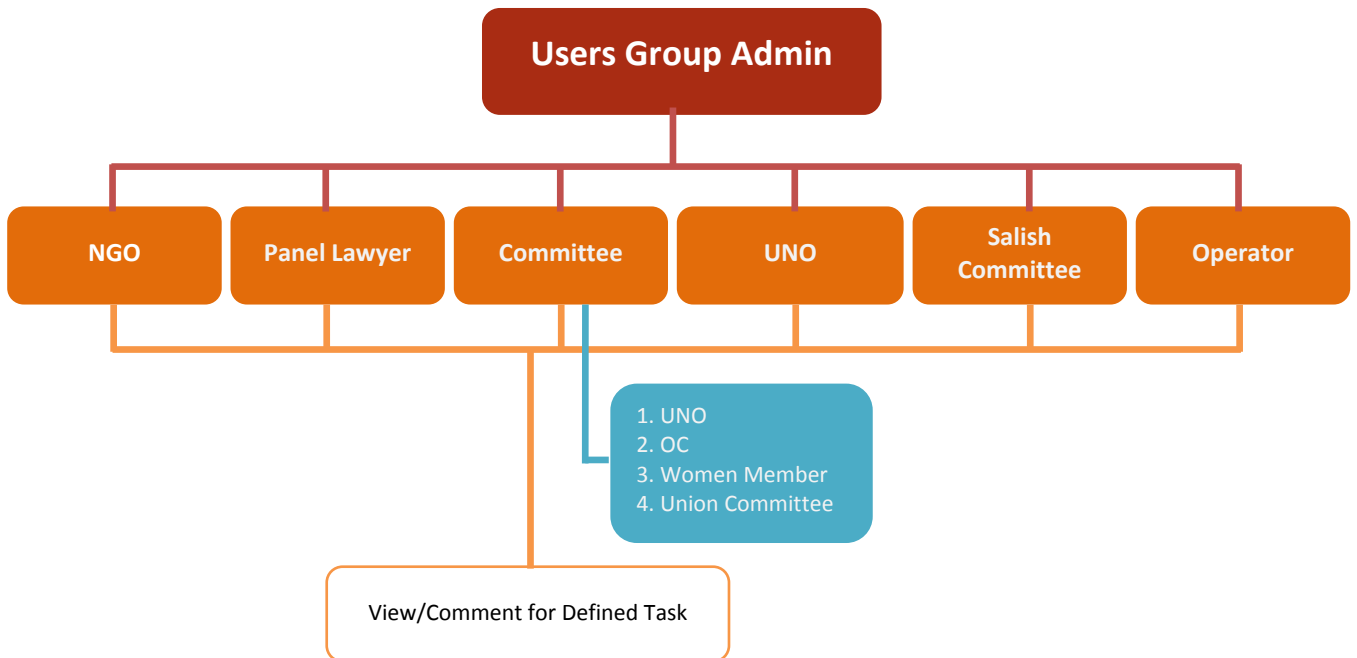 Users Group Admin
NGO
Panel Lawyer
Committee
UNO
Salish
Committee
Operator
1. UNO
2. OC
3. Women Member
4. Union Committee
View/Comment for Defined Task